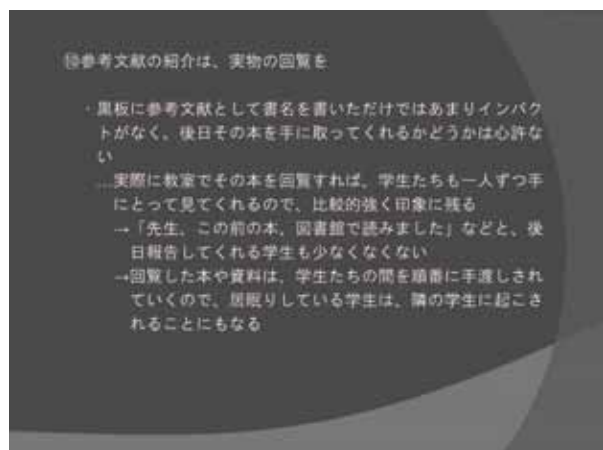 ⑩参考文献の紹介は、実物の回覧を
・黒板に参考文献として書名を書いただけではあまりインパク
トがなく、後日その本を手に取ってくれるかどうかは心許な
い
…実際に教室でその本を回覧すれば、学生たちも一人ずつ手
にとって見てくれるので、比較的強く印象に残る
→「先生、この前の本、図書館で読みました」などと、後
日報告してくれる学生も少なくなくない
→回覧した本や資料は、学生たちの間を順番に手渡しされ
ていくので、居眠りしている学生は、隣の学生に起こさ
れることにもなる